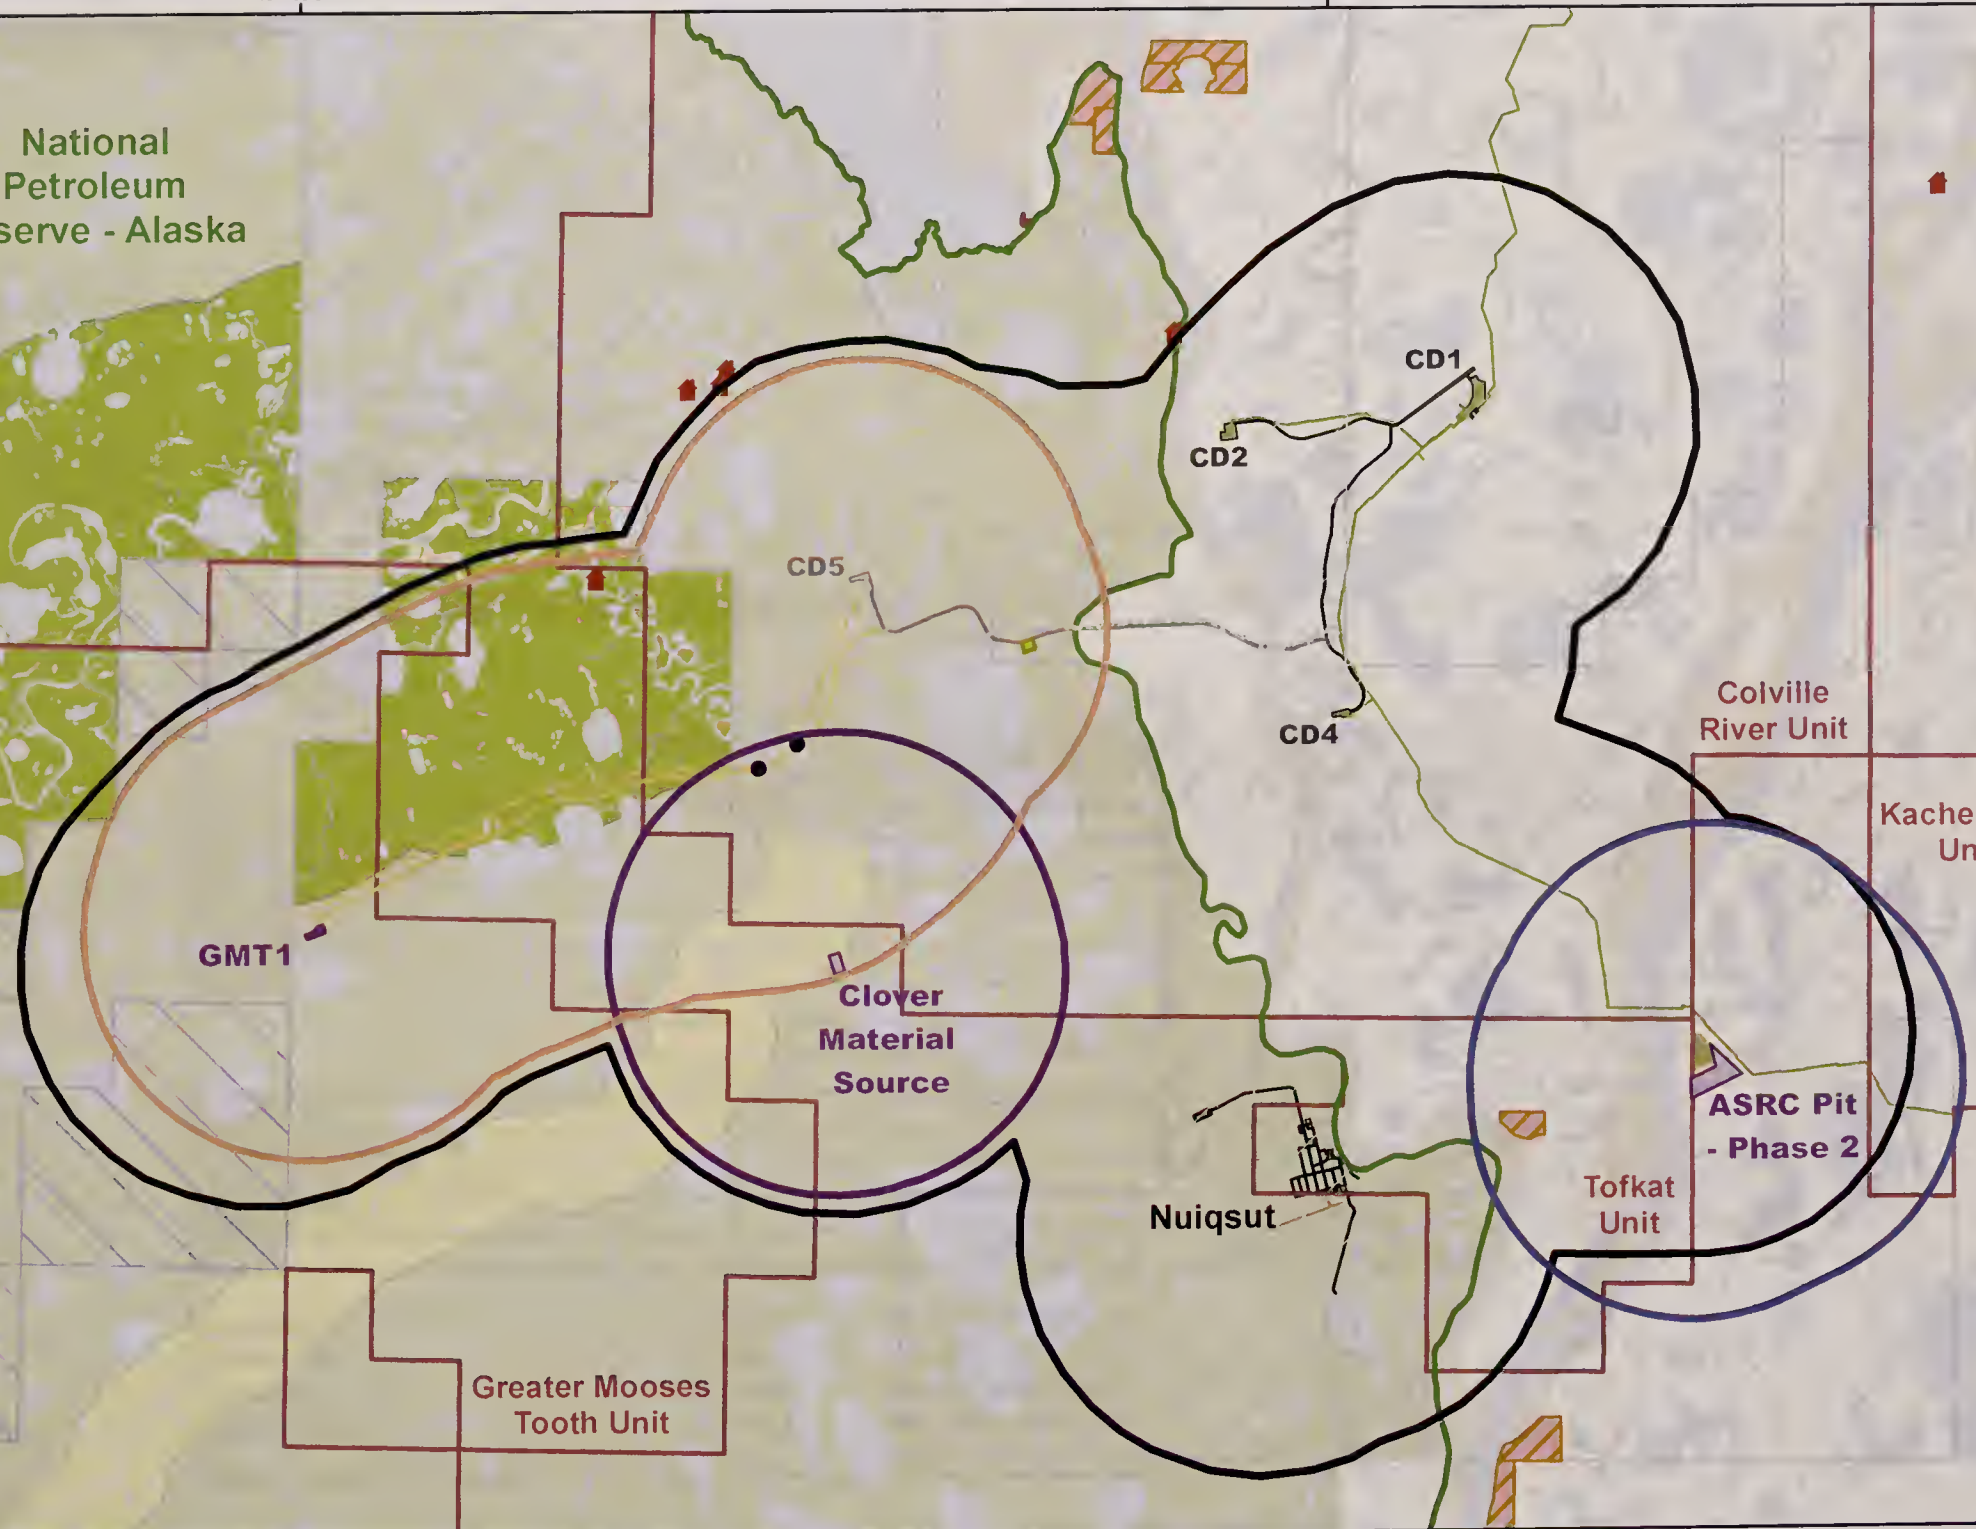 National
Petroleum
serve - Alaska
CD1
CD2
CD5
Colville
River Unit
CD4
Kache
Un
GMT1
Clover
Material
Source
ASRC Pit
- Phase 2
Tofkat
Unit
Nuiqsut
Greater Mooses
Tooth Unit